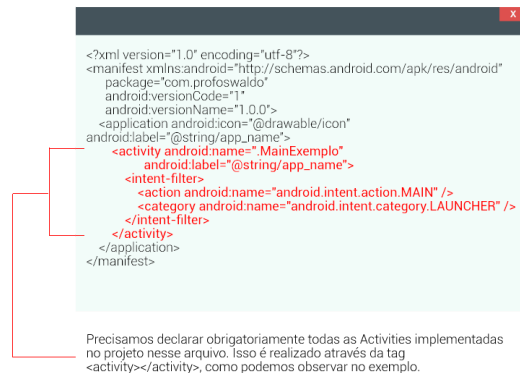 X
<?xml version="1.0" encoding="utf-8"?>
<manifest xmlns:android="http://schemas.android.com/apk/res/android"
package="com.profoswaldo"
android:versionCode="1"
android:versionName="1.0.0">
<application android:icon="@drawable/icon"
android:label="@string/app_name">
<activity android:name=".MainExemplo"
android:label="@string/app_name">
<intent-filter>
<action android:name="android.intent.action.MAIN" />
<category android:name="android.intent.category.LAUNCHER" />
</intent-filter>
</activity>
</application>
</manifest>
Precisamos declarar obrigatoriamente todas as Activities implementadas
no projeto nesse arquivo. Isso é realizado através da tag
<activity></activity>, como podemos observar no exemplo.